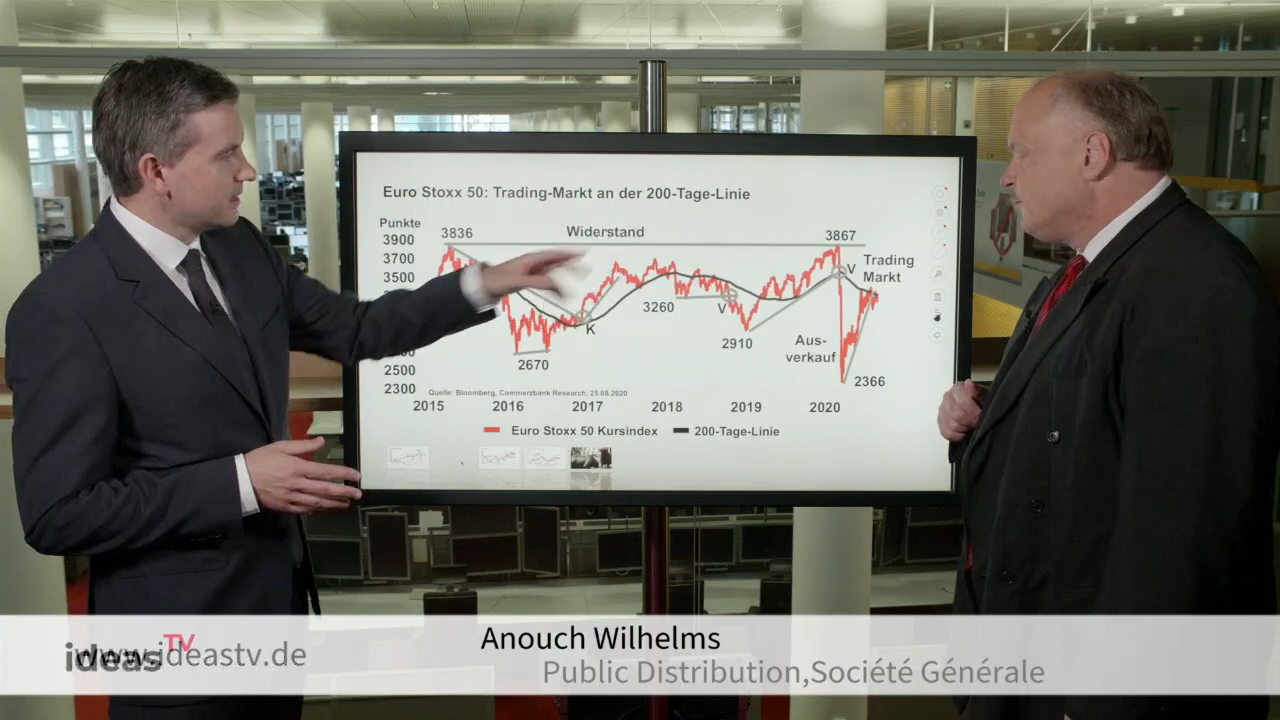 Euro Stoxx 50: Trading-Markt an der 200-Tage-Linie
Punkte
3900
3700
3500
2500
2300
3836
Widerstand
3867
V
Trading
Markt
K
3260
V
2670
2910
Aus-
verkauf
2366
Quelle: Bloomberg, Commerzbank Research, 25.08.2020
2015 2016 2017 2018 2019 2020
Euro Stoxx 50 Kursindex 200-Tage-Linie
ideasTV
www.ideastv.de
Anouch Wilhelms
Public Distribution,Société Générale